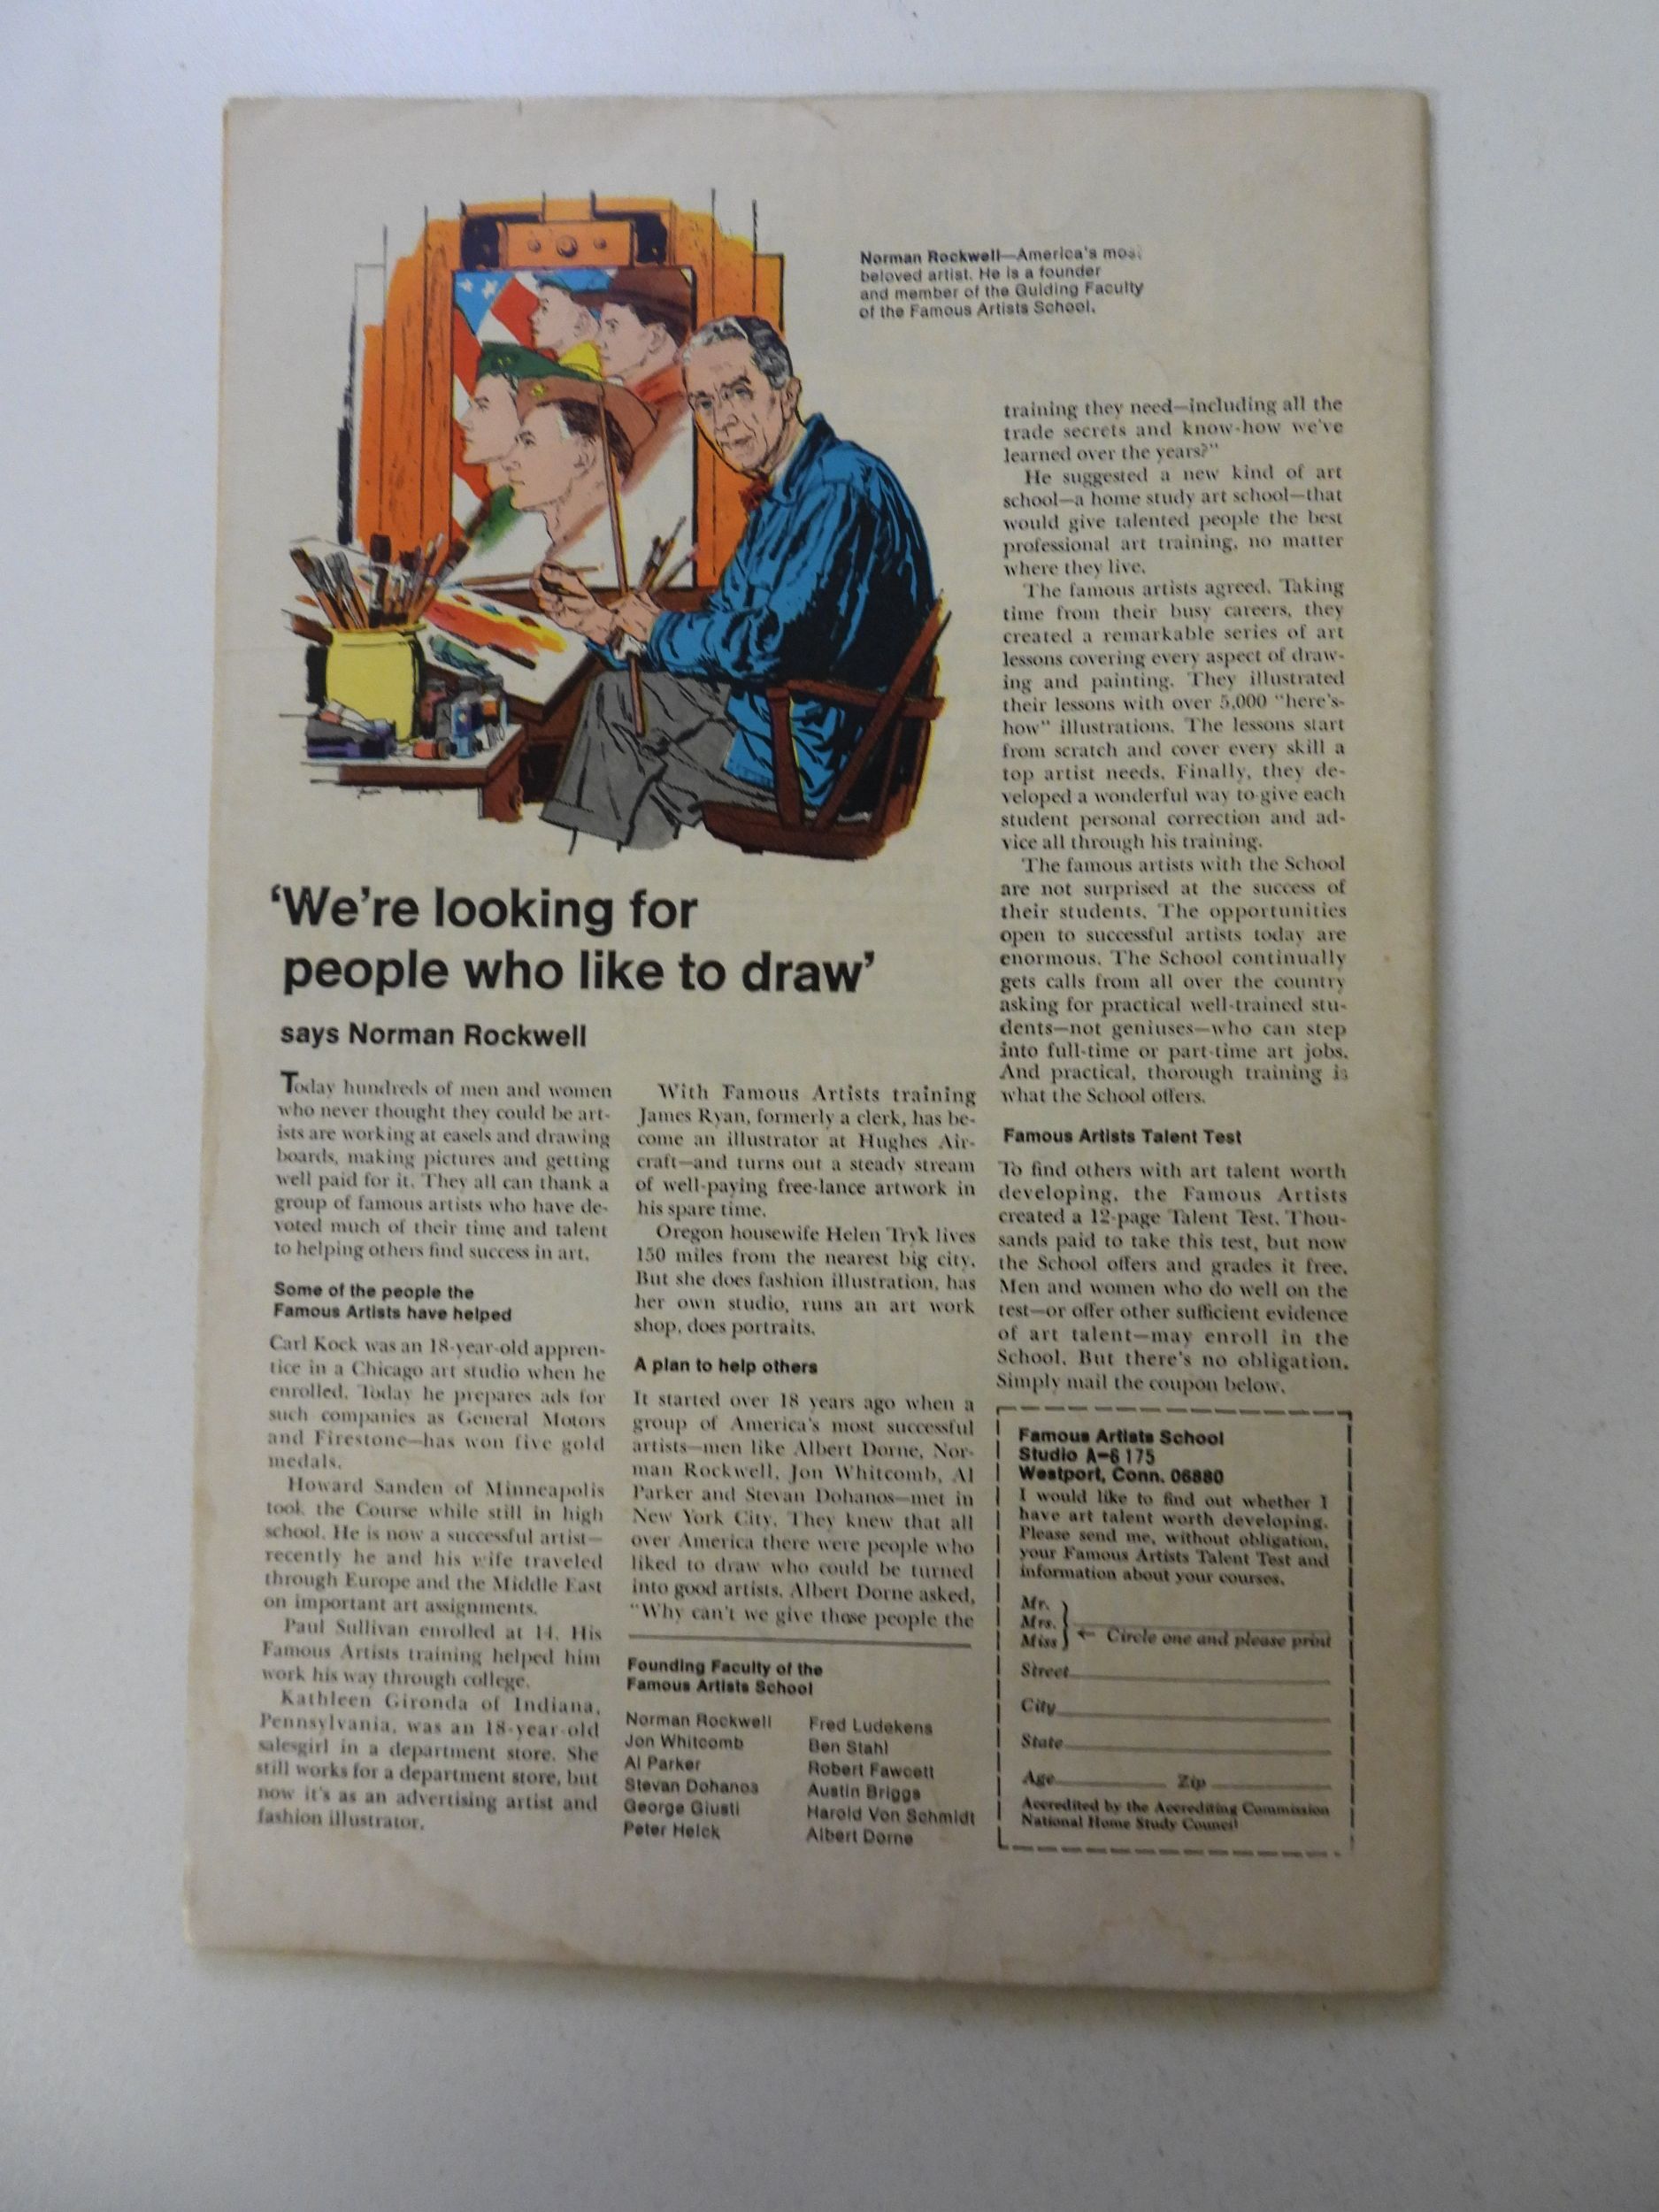 Norman Rockwell—America's most
beloved artist. He is a founder
and member of the Guiding Faculty
of the Famous Artists School.
'We're looking for
people who like to draw'
says Norman Rockwell
Today hundreds of men and women
who never thought they could be art-
ists are working at easels and drawing
boards, making pictures and getting
well paid for it. They all can thank a
group of famous artists who have de-
voted much of their time and talent
to helping others find success in art.
Some of the people the
Famous Artists have helped
Carl Kock was an 18-year-old appren-
tice in a Chicago art studio when he
enrolled. Today he prepares ads for
such companies as General Motors
and Firestone—has won five gold
medals.
Howard Sanden of Minneapolis
took the Course while still in high
school. He is now a successful artist—
recently he and his wife traveled
through Europe and the Middle East
on important art assignments.
Paul Sullivan enrolled at 14. His
Famous Artists training helped him
work his way through college.
Kathleen Gironda of Indiana,
Pennsylvania, was an 18-year-old
salesgirl in a department store. She
still works for a department store, but
now it's as an advertising artist and
fashion illustrator.
With Famous Artists training
James Ryan, formerly a clerk, has be-
come an illustrator at Hughes Air-
craft—and turns out a steady stream
of well-paying free-lance artwork in
his spare time.
Oregon housewife Helen Tryk lives
150 miles from the nearest big city.
But she does fashion illustration, has
her own studio, runs an art work
shop, does portraits.
A plan to help others
It started over 18 years ago when a
group of America's most successful
artists—men like Albert Dorne, Nor-
man Rockwell, Jon Whitcomb, Al
Parker and Stevan Dohanos—met in
New York City. They knew that all
over America there were people who
liked to draw who could be turned
into good artists. Albert Dorne asked,
"Why can't we give these people the
training they need—including all the
trade secrets and know-how we've
learned over the years?"
He suggested a new kind of art
school—a home study art school—that
would give talented people the best
professional art training, no matter
where they live.
The famous artists agreed. Taking
time from their busy careers, they
created a remarkable series of art
lessons covering every aspect of draw-
ing and painting. They illustrated
their lessons with over 5,000 "here's-
how" illustrations. The lessons start
from scratch and cover every skill a
top artist needs. Finally, they de-
veloped a wonderful way to give each
student personal correction and ad-
vice all through his training.
The famous artists with the School
are not surprised at the success of
their students. The opportunities
open to successful artists today are
enormous. The School continually
gets calls from all over the country
asking for practical well-trained stu-
dents—not geniuses—who can step
into full-time or part-time art jobs.
And practical, thorough training is
what the School offers.
Famous Artists Talent Test
To find others with art talent worth
developing, the Famous Artists
created a 12-page Talent Test. Thou-
sands paid to take this test, but now
the School offers and grades it free.
Men and women who do well on the
test—or offer other sufficient evidence
of art talent—may enroll in the
School. But there's no obligation.
Simply mail the coupon below.
Founding Faculty of the
Famous Artists School
Norman Rockwell
Jon Whitcomb
Al Parker
Stevan Dohanos
George Giusti
Peter Helck
Fred Ludekens
Ben Stahl
Robert Fawcett
Austin Briggs
Harold Von Schmidt
Albert Dorne
Famous Artists School
Studio A-6175
Westport, Conn. 06880
I would like to find out whether I
have art talent worth developing.
Please send me, without obligation,
your Famous Artists Talent Test and
information about your courses.
Mr.
Mrs.
Miss
← Circle one and please print
Street
City
State
Age Zip
Accredited by the Accrediting Commission
National Home Study Council